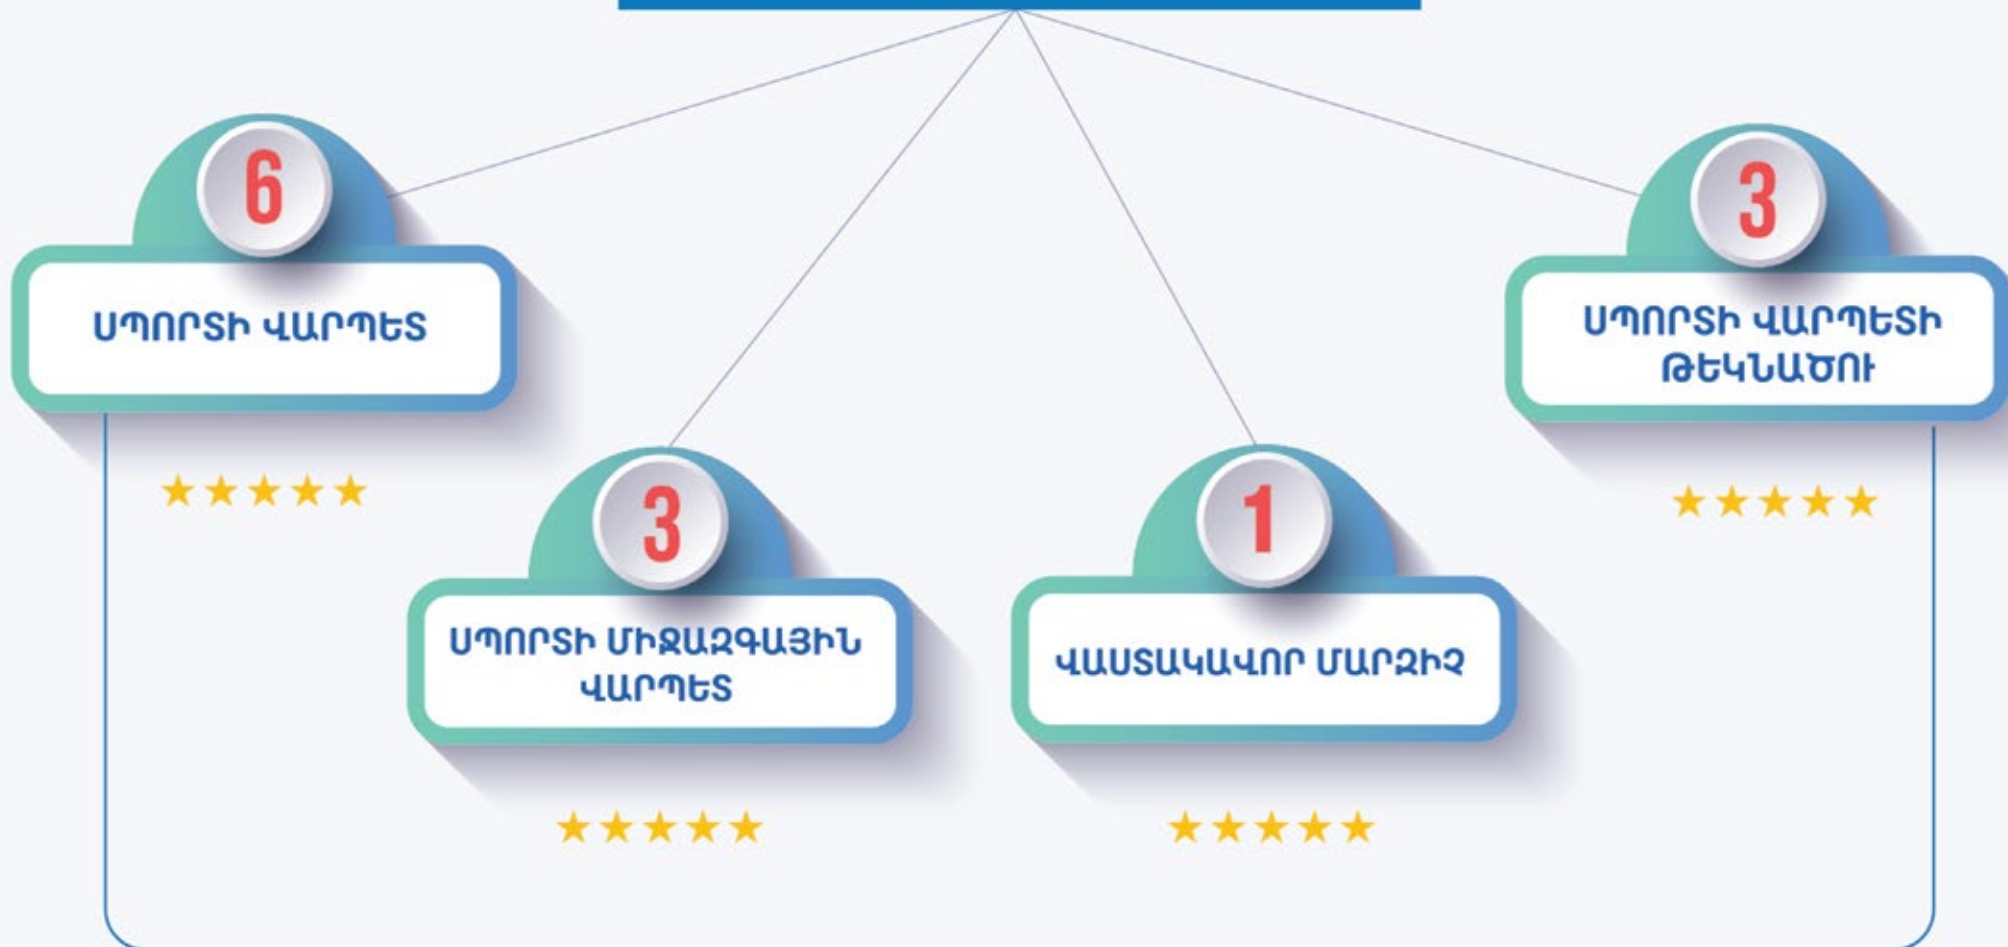 6
ՍՊՈՐՏԻ ՎԱՐՊԵՏ
3
ՍՊՈՐՏԻ ՄԻՋԱԶԳԱՅԻՆ
ՎԱՐՊԵՏ
1
ՎԱՍՏԱԿԱՎՈՐ ՄԱՐԶԻՉ
3
ՍՊՈՐՏԻ ՎԱՐՊԵՏԻ
ԹԵԿՆԱԾՈՒ